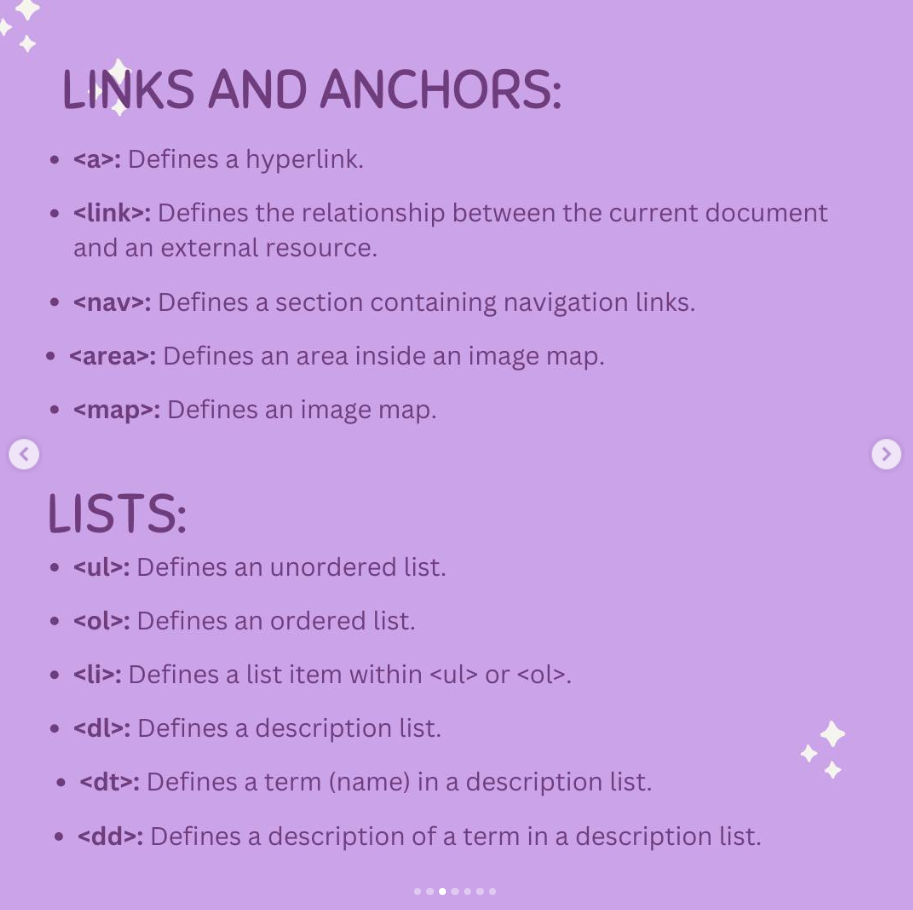 LINKS AND ANCHORS:
• <a>: Defines a hyperlink.
• <link>: Defines the relationship between the current document
and an external resource.
• <nav>: Defines a section containing navigation links.
• <area>: Defines an area inside an image map.
• <map>: Defines an image map.
LISTS:
• <ul>: Defines an unordered list.
• <ol>: Defines an ordered list.
• <li>: Defines a list item within <ul> or <ol>.
• <dl>: Defines a description list.
• <dt>: Defines a term (name) in a description list.
• <dd>: Defines a description of a term in a description list.